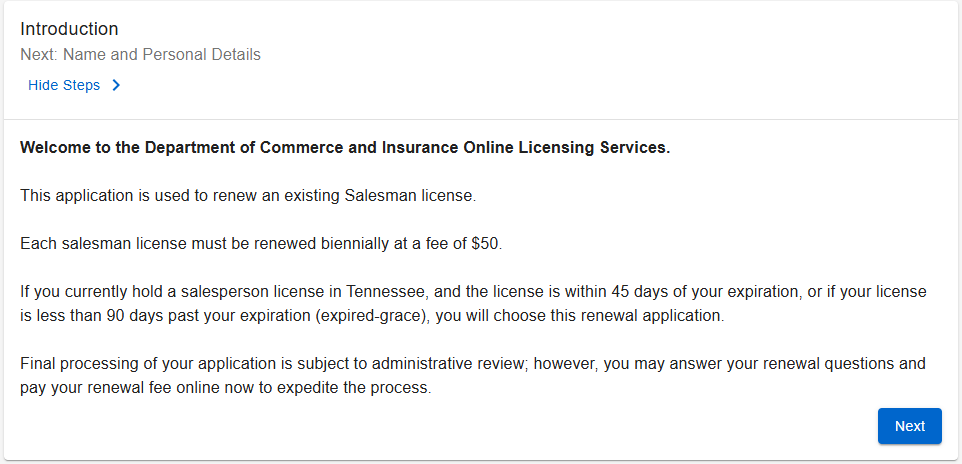 Introduction
Next: Name and Personal Details
Hide Steps
Welcome to the Department of Commerce and Insurance Online Licensing Services.
This application is used to renew an existing Salesman license.
Each salesman license must be renewed biennially at a fee of $50.
If you currently hold a salesperson license in Tennessee, and the license is within 45 days of your expiration, or if your license
is less than 90 days past your expiration (expired-grace), you will choose this renewal application.
Final processing of your application is subject to administrative review; however, you may answer your renewal questions and
pay your renewal fee online now to expedite the process.
Next